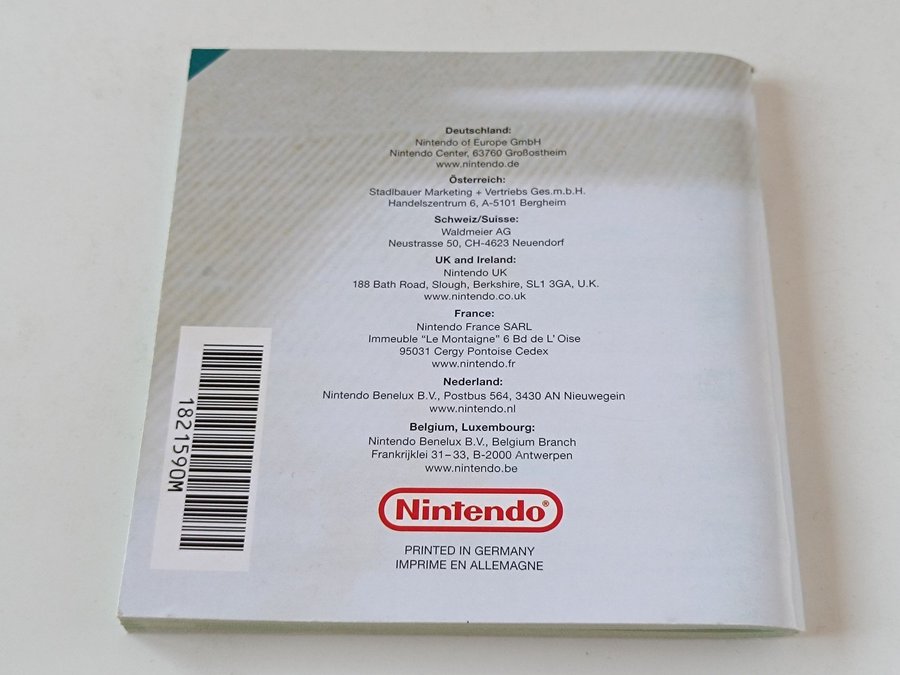 Deutschland:
Nintendo of Europe GmbH
Nintendo Center, 63760 Großostheim
www.nintendo.de
Österreich:
Stadlbauer Marketing + Vertriebs Ges.m.b.H.
Handelszentrum 6, A-5101 Bergheim
Schweiz/Suisse:
Waldmeier AG
Neustrasse 50, CH-4623 Neuendorf
UK and Ireland:
Nintendo UK
188 Bath Road, Slough, Berkshire, SL1 3GA, U.K.
www.nintendo.co.uk
France:
Nintendo France SARL
Immeuble "Le Montaigne" 6 Bd de L' Oise
95031 Cergy Pontoise Cedex
www.nintendo.fr
Nederland:
Nintendo Benelux B.V., Postbus 564, 3430 AN Nieuwegein
www.nintendo.nl
Belgium, Luxembourg:
Nintendo Benelux B.V., Belgium Branch
Frankrijklei 31–33, B-2000 Antwerpen
www.nintendo.be
Nintendo®
PRINTED IN GERMANY
IMPRIME EN ALLEMAGNE
1821590M